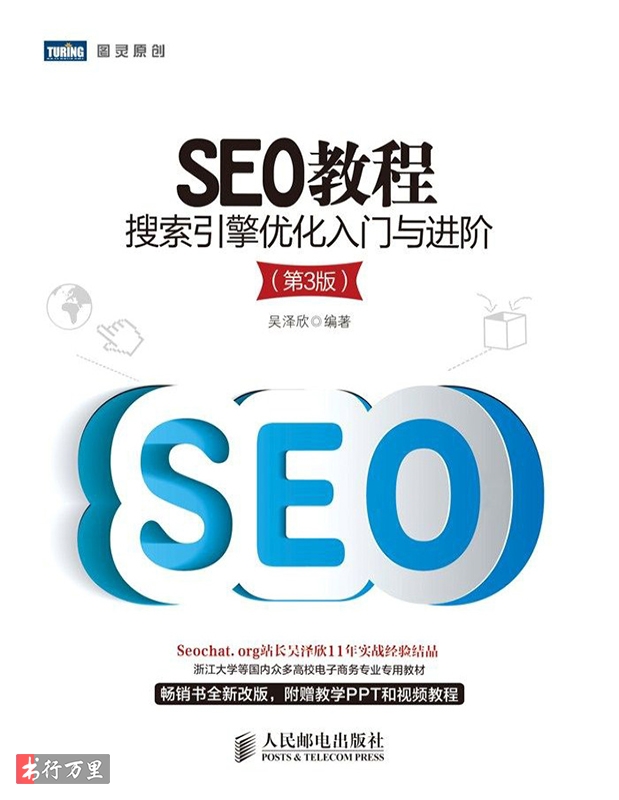 TURING 图灵原创
SEO教程
搜索引擎优化入门与进阶
（第3版）
吴泽欣◎编著
SEO
Seochat. org站长吴泽欣11年实战经验结晶
浙江大学等国内众多高校电子商务专业专用教材
畅销书全新改版，附赠教学PPT和视频教程
人民邮电出版社
POSTS & TELECOM PRESS
书行万里